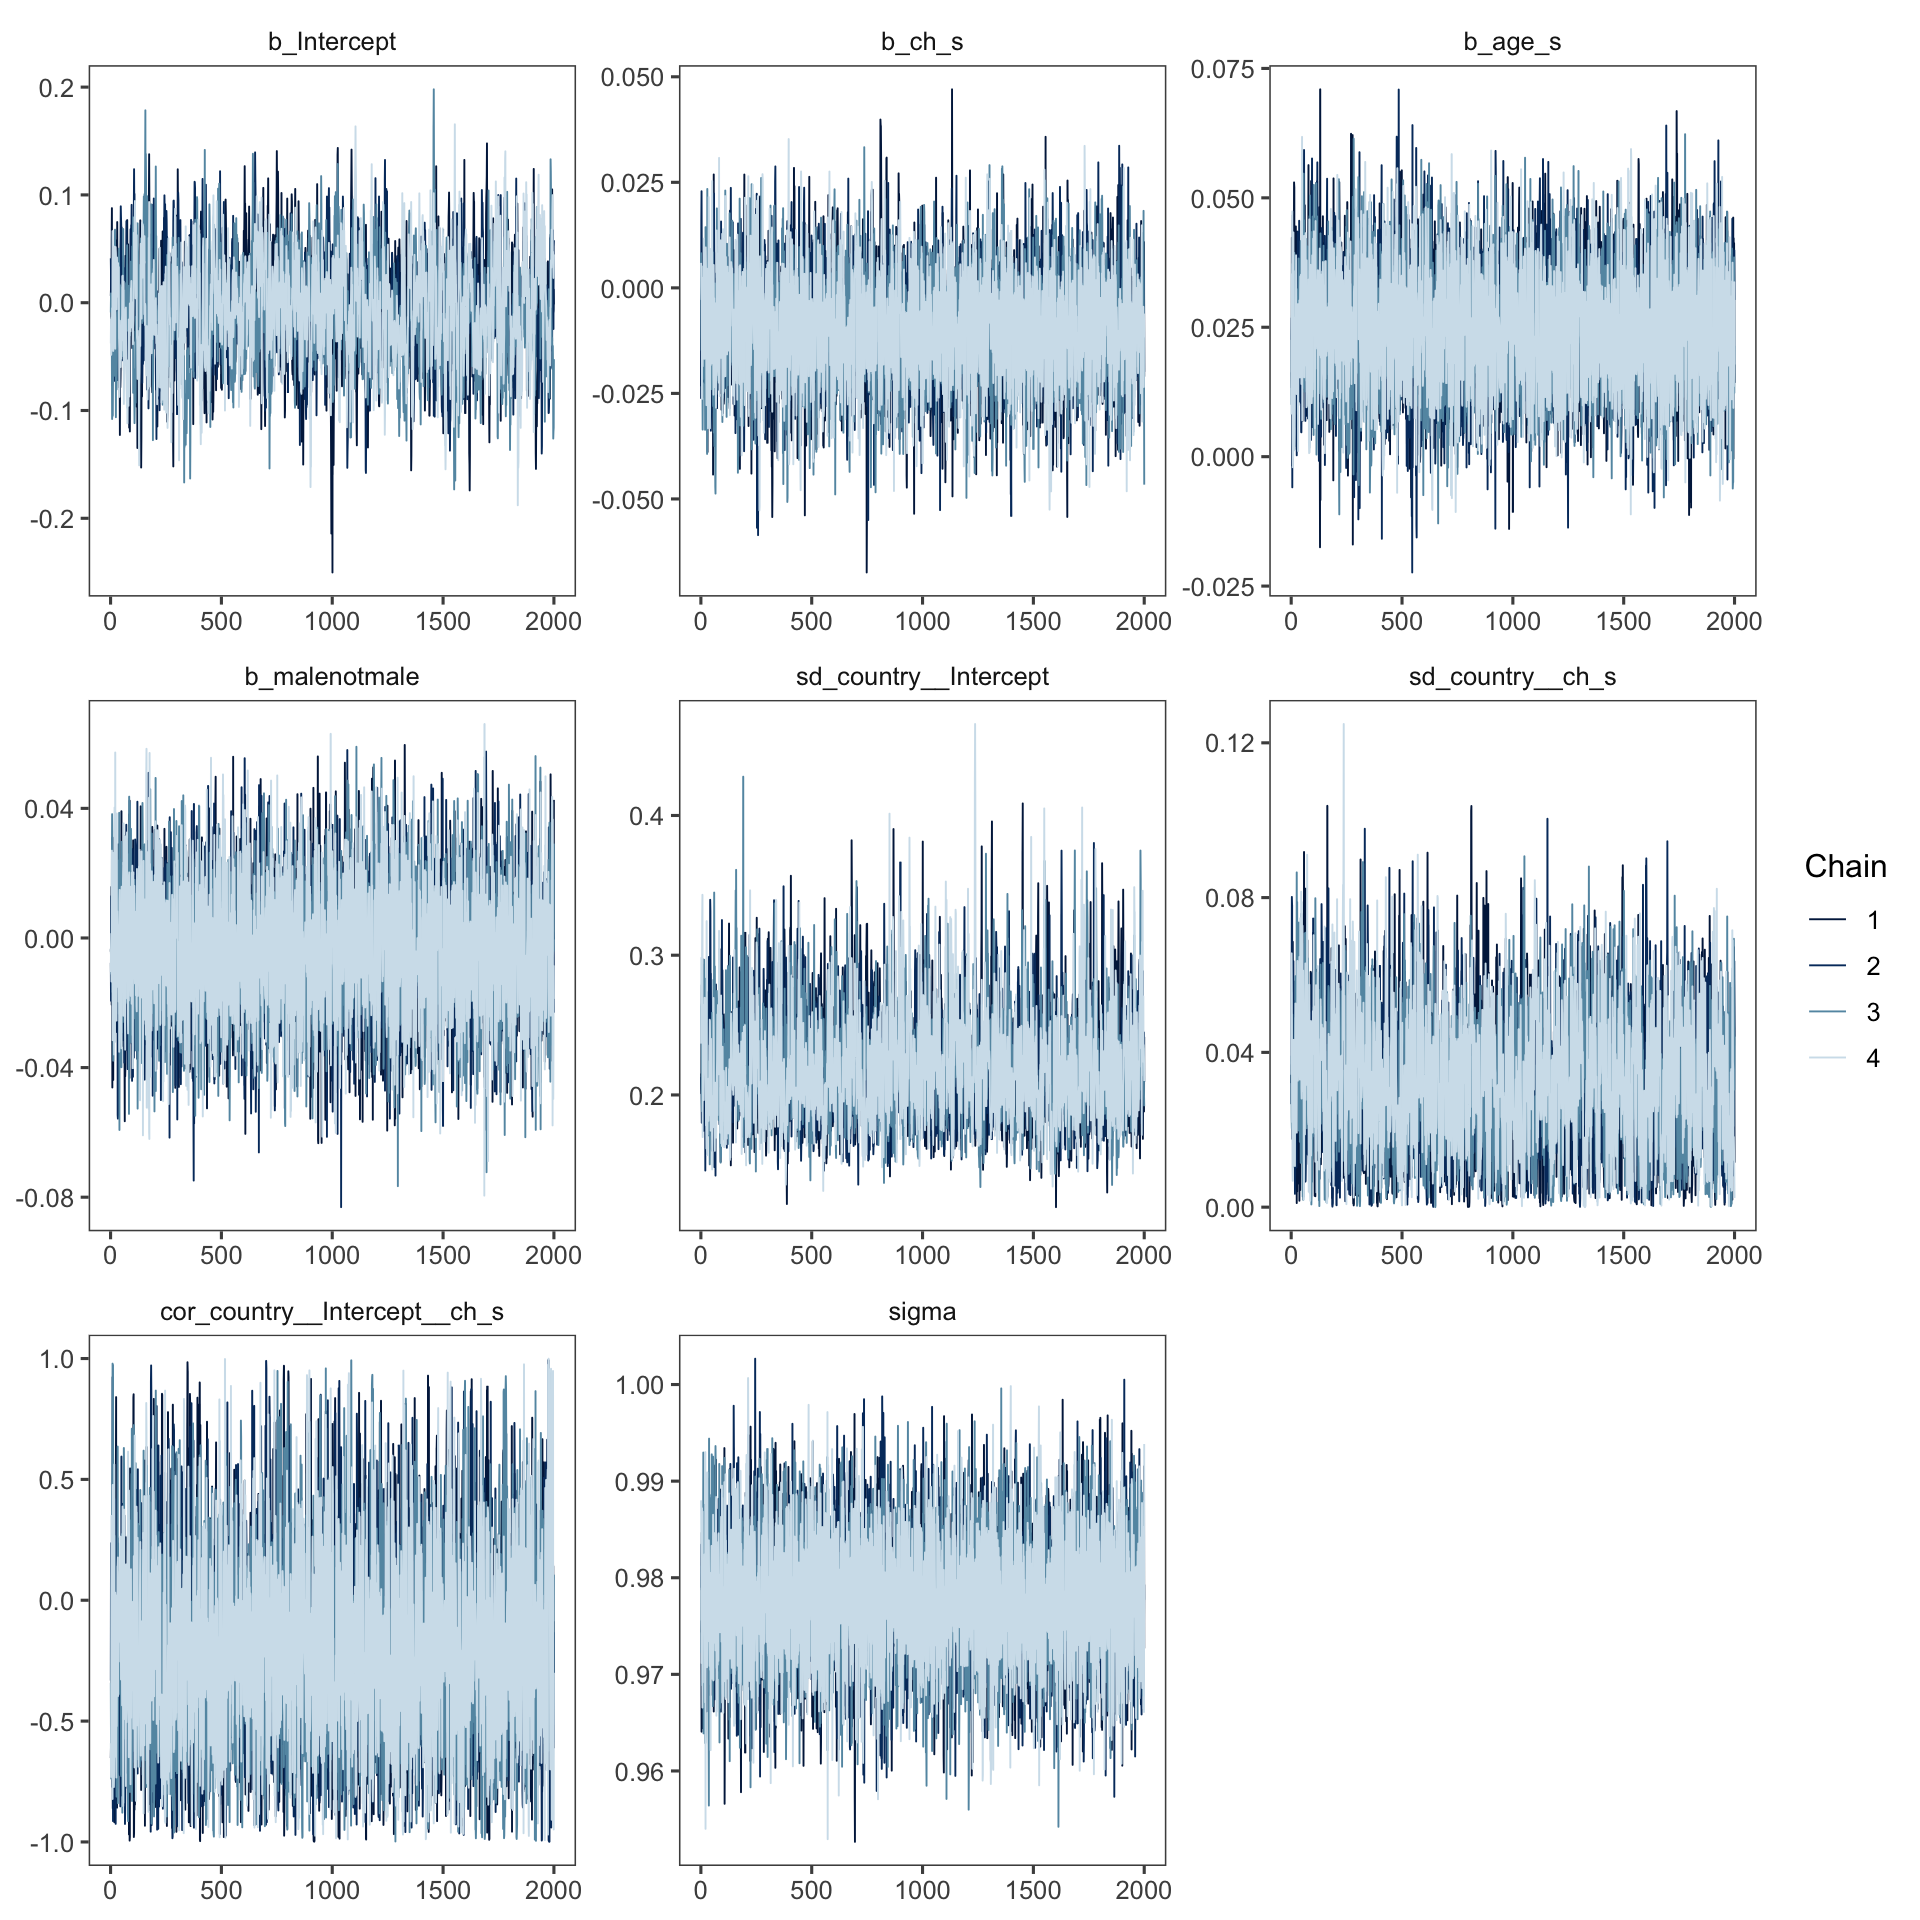 b_Intercept b_ch_s b_age_s
0.2 0.1 0.0 -0.1 -0.2
0.050 0.025 0.000 -0.025 -0.050
0.075 0.050 0.025 0.000 -0.025
0 500 1000 1500 2000 0 500 1000 1500 2000 0 500 1000 1500 2000
b_malenotmale sd_country__Intercept sd_country__ch_s
0.04 0.00 -0.04 -0.08
0.4 0.3 0.2
0.12 0.08 0.04 0.00
0 500 1000 1500 2000 0 500 1000 1500 2000 0 500 1000 1500 2000
cor_country__Intercept__ch_s sigma
1.0 0.5 0.0 -0.5 -1.0
1.00 0.99 0.98 0.97 0.96
0 500 1000 1500 2000 0 500 1000 1500 2000
Chain
1
2
3
4